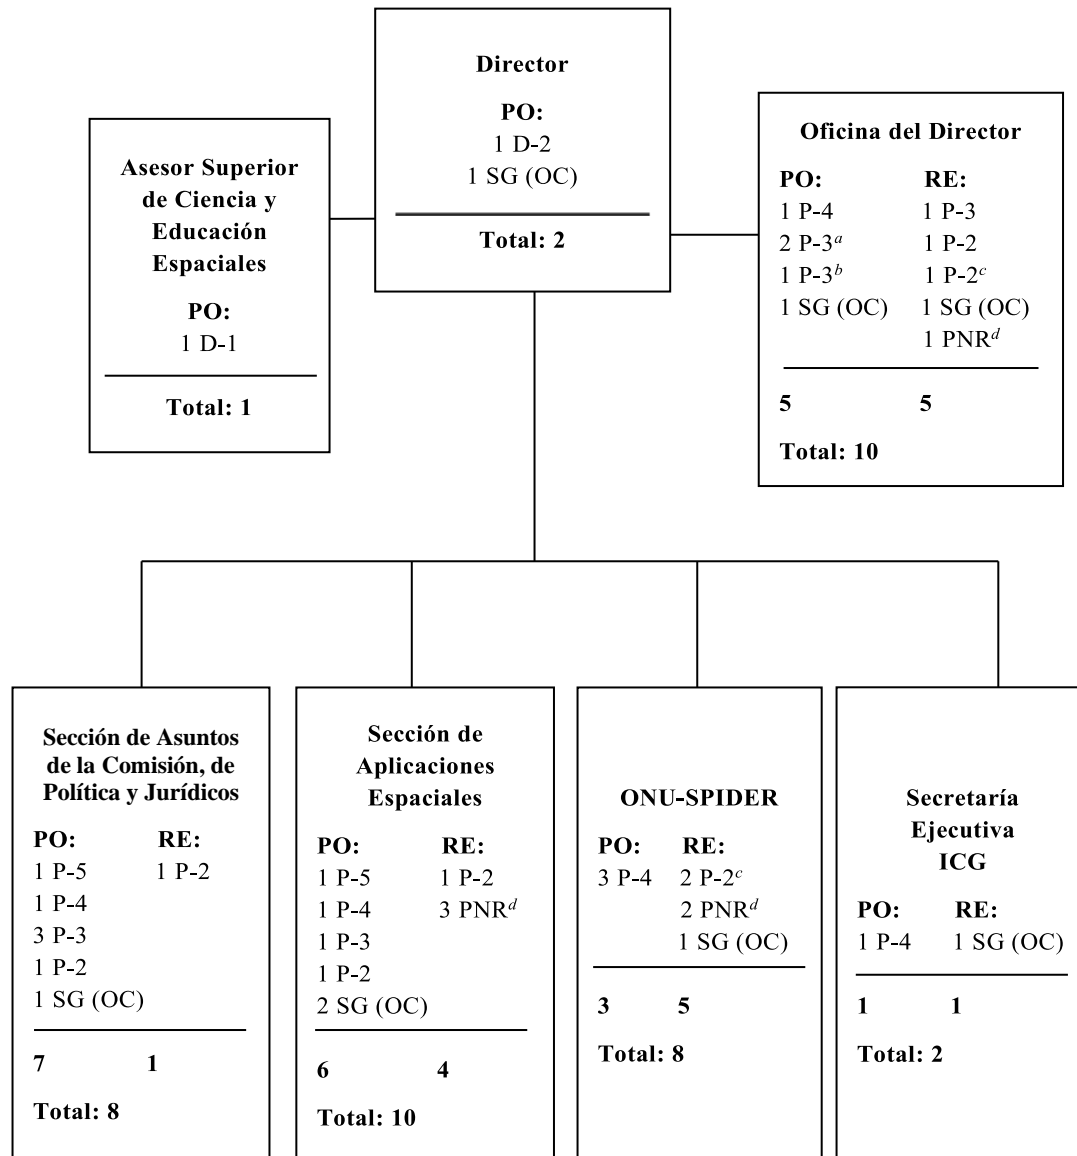 Director
PO:
1 D-2
1 SG (OC)
Total: 2
Asesor Superior
de Ciencia y
Educación
Espaciales
PO:
1 D-1
Total: 1
Oficina del Director
PO: RE:
1 P-4 1 P-3
2 P-3a 1 P-2
1 P-3b 1 P-2c
1 SG (OC) 1 SG (OC)
1 PNRd
5 5
Total: 10
Sección de Asuntos
de la Comisión, de
Política y Jurídicos
PO: RE:
1 P-5 1 P-2
1 P-4
3 P-3
1 P-2
1 SG (OC)
7 1
Total: 8
Sección de
Aplicaciones
Espaciales
PO: RE:
1 P-5 1 P-2
1 P-4 3 PNRd
1 P-3
1 P-2
2 SG (OC)
6 4
Total: 10
ONU-SPIDER
PO: RE:
3 P-4 2 P-2c
2 PNRd
1 SG (OC)
3 5
Total: 8
Secretaría
Ejecutiva
ICG
PO: RE:
1 P-4 1 SG (OC)
1 1
Total: 2